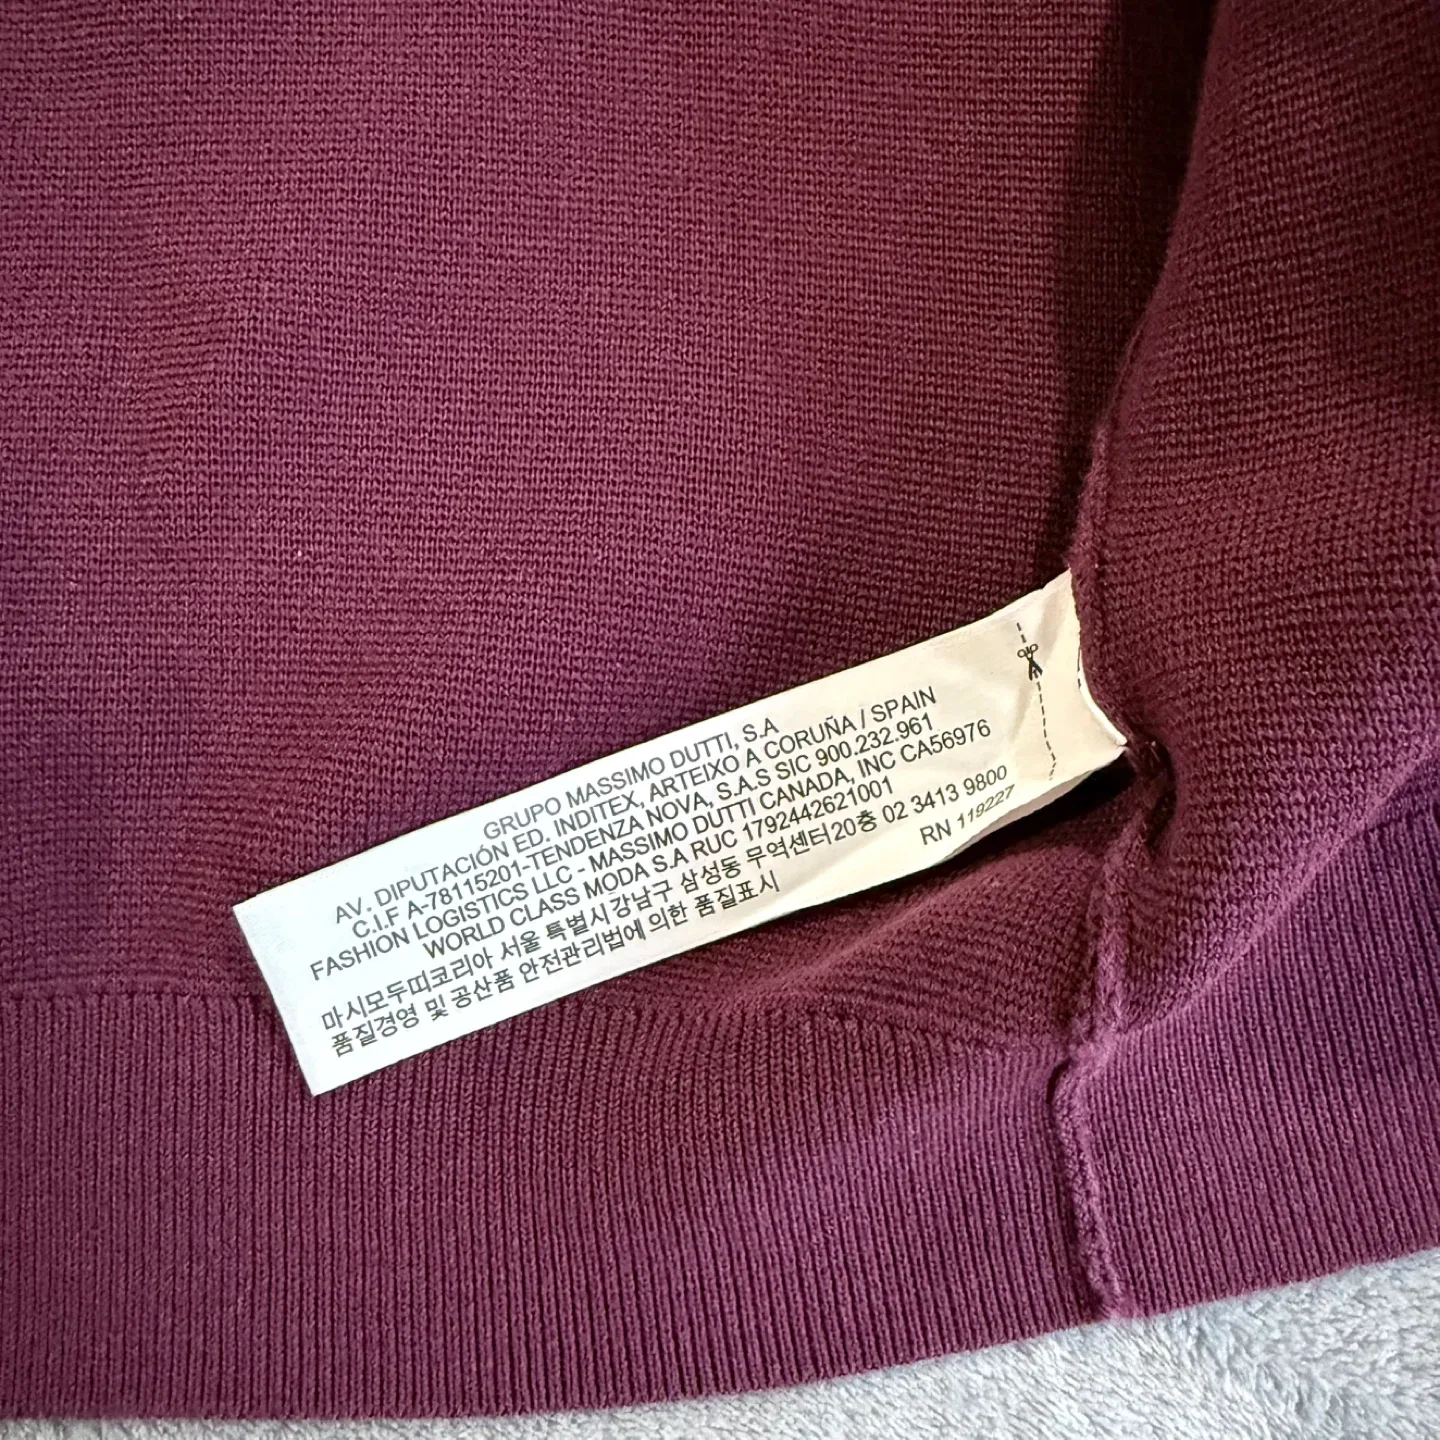 GRUPO MASSIMO DUTTI, S.A
AV. DIPUTACIÓN ED. INDITEX, ARTEIXO A CORUÑA / SPAIN
C.I.F A-78115201-TENDENZA NOVA, S.A.S SIC 900.232.961
FASHION LOGISTICS LLC - MASSIMO DUTTI CANADA, INC CA56976
WORLD CLASS MODA S.A RUC 1792442621001
마시모두띠코리아 서울 특별시 강남구 삼성동 무역센터20층 02 3413 9800
품질경영 및 공산품 안전관리법에 의한 품질표시
RN 119227